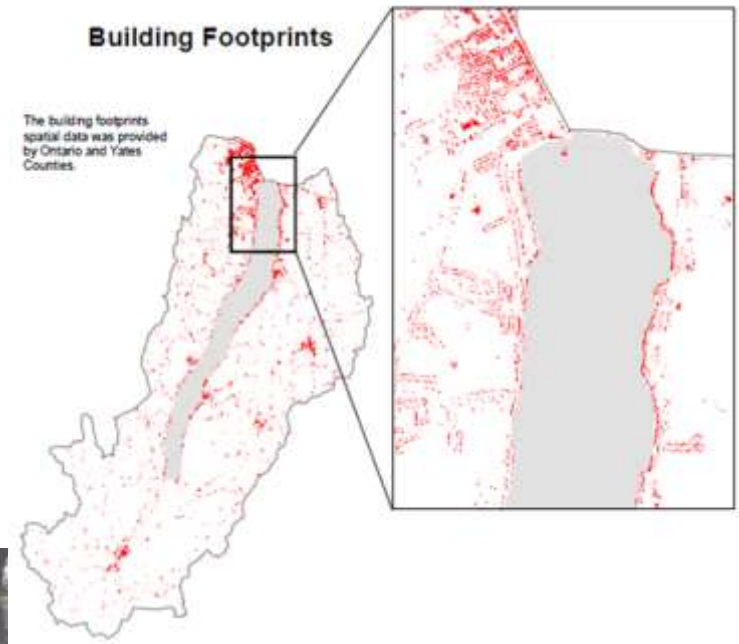 Building Footprints
The building footprints
spatial data was provided
by Ontario and Yates
Counties.